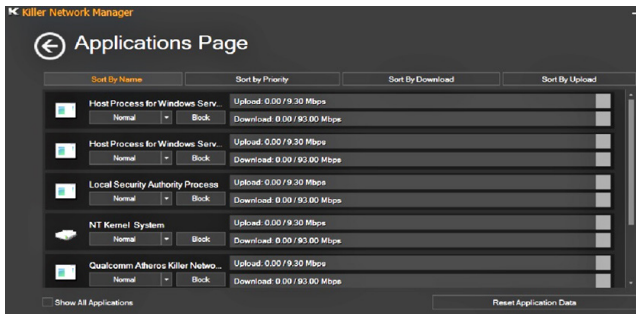 K Killer Network Manager
Applications Page
Sort By Name Sort by Priority Sort By Download Sort By Upload
Host Process for Windows Serv... Upload: 0.00 / 9.30 Mbps
Normal Block Download: 0.00 / 93.00 Mbps
Host Process for Windows Serv... Upload: 0.00 / 9.30 Mbps
Normal Block Download: 0.00 / 93.00 Mbps
Local Security Authority Process Upload: 0.00 / 9.30 Mbps
Normal Block Download: 0.00 / 93.00 Mbps
NT Kernel System Upload: 0.00 / 9.30 Mbps
Normal Block Download: 0.00 / 93.00 Mbps
Qualcomm Atheros Killer Netwo... Upload: 0.00 / 9.30 Mbps
Normal Block Download: 0.00 / 93.00 Mbps
Show All Applications Reset Application Data